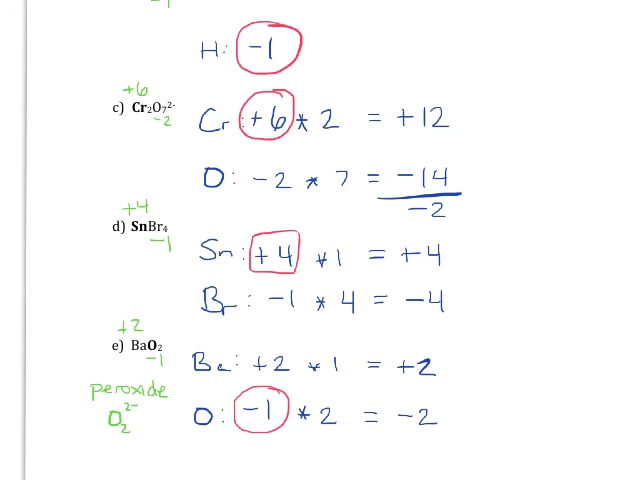 -1
H: -1
+6
c) Cr₂O₇²⁻
-2
Cr: +6 * 2 = +12
O: -2 * 7 = -14
-2
+4
d) SnBr₄
-1
Sn: +4 * 1 = +4
Br: -1 * 4 = -4
+2
e) BaO₂
-1
Ba: +2 * 1 = +2
peroxide
O₂²⁻
O: -1 * 2 = -2